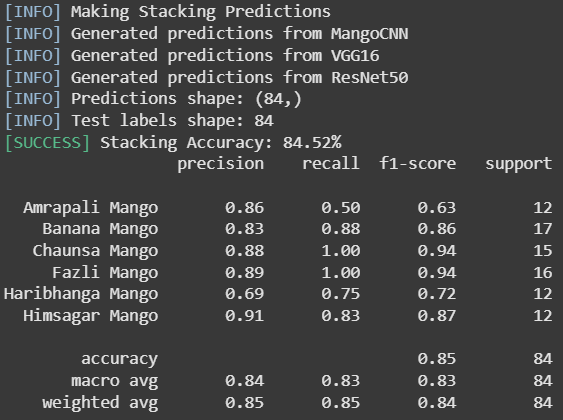 [INFO] Making Stacking Predictions
[INFO] Generated predictions from MangoCNN
[INFO] Generated predictions from VGG16
[INFO] Generated predictions from ResNet50
[INFO] Predictions shape: (84,)
[INFO] Test labels shape: 84
[SUCCESS] Stacking Accuracy: 84.52%
precision recall f1-score support
Amrapali Mango 0.86 0.50 0.63 12
Banana Mango 0.83 0.88 0.86 17
Chaunsa Mango 0.88 1.00 0.94 15
Fazli Mango 0.89 1.00 0.94 16
Haribhanga Mango 0.69 0.75 0.72 12
Himsagar Mango 0.91 0.83 0.87 12
accuracy 0.85 84
macro avg 0.84 0.83 0.83 84
weighted avg 0.85 0.85 0.84 84